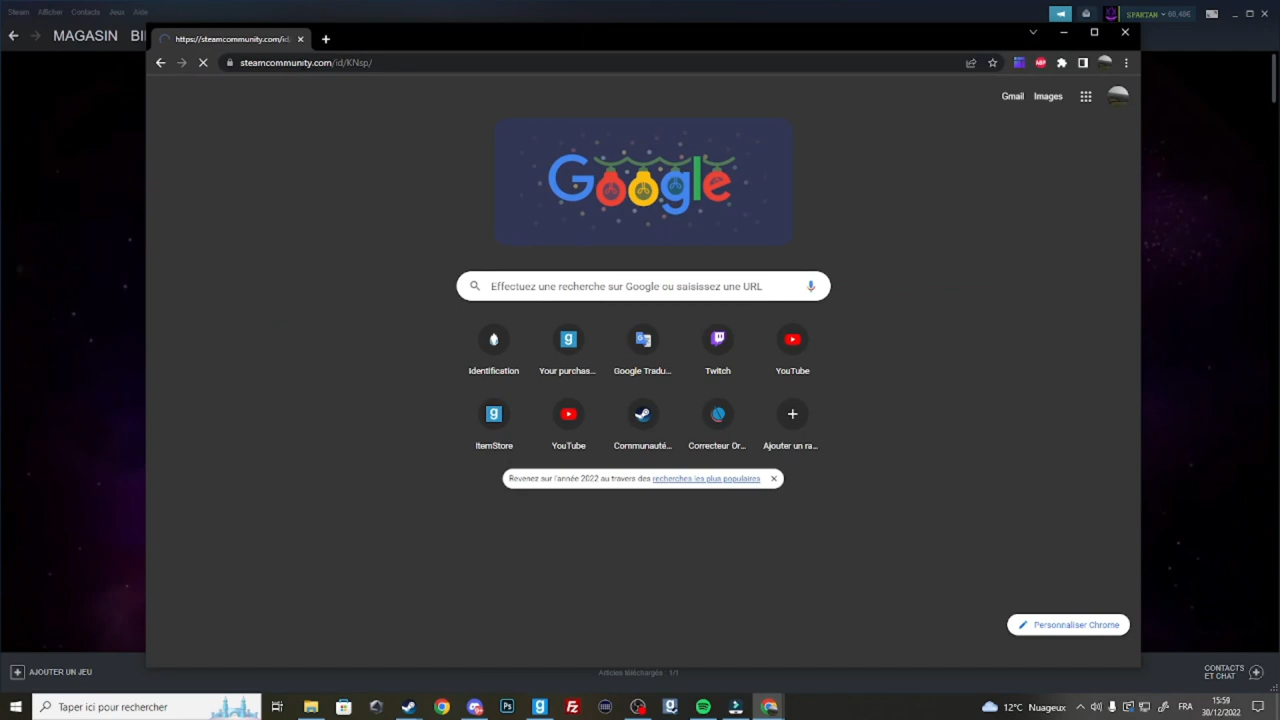 Steam Afficher Contacts Jeux Aide
SPARTAN 60,48€
MAGASIN BI
https://steamcommunity.com/id
steamcommunity.com/id/KNsp/
ABP
Gmail Images
Google
Effectuez une recherche sur Google ou saisissez une URL
Identification Your purchas... Google Tradu... Twitch YouTube
ItemStore YouTube Communauté... Correcteur Or... Ajouter un ra...
Revenez sur l'année 2022 au travers des recherches les plus populaires
Personnaliser Chrome
AJOUTER UN JEU
Articles téléchargés : 1/1
CONTACTS
ET CHAT
Taper ici pour rechercher
12°C Nuageux
FRA
15:59
30/12/2022